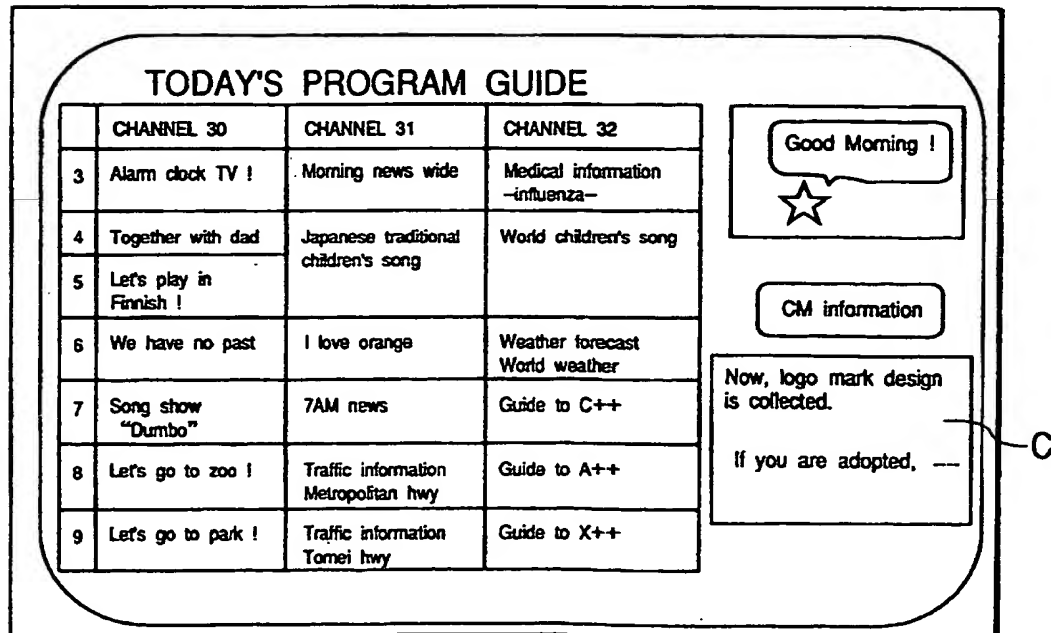 TODAY'S PROGRAM GUIDE
CHANNEL 30 CHANNEL 31 CHANNEL 32
3 Alarm clock TV ! Morning news wide Medical information
–influenza–
4 Together with dad Japanese traditional World children's song
children's song
5 Let's play in
Finnish !
6 We have no past I love orange Weather forecast
World weather
7 Song show 7AM news Guide to C++
"Dumbo"
8 Let's go to zoo ! Traffic information Guide to A++
Metropolitan hwy
9 Let's go to park ! Traffic information Guide to X++
Tomei hwy
Good Morning !
CM information
Now, logo mark design
is collected.
If you are adopted, ---
C